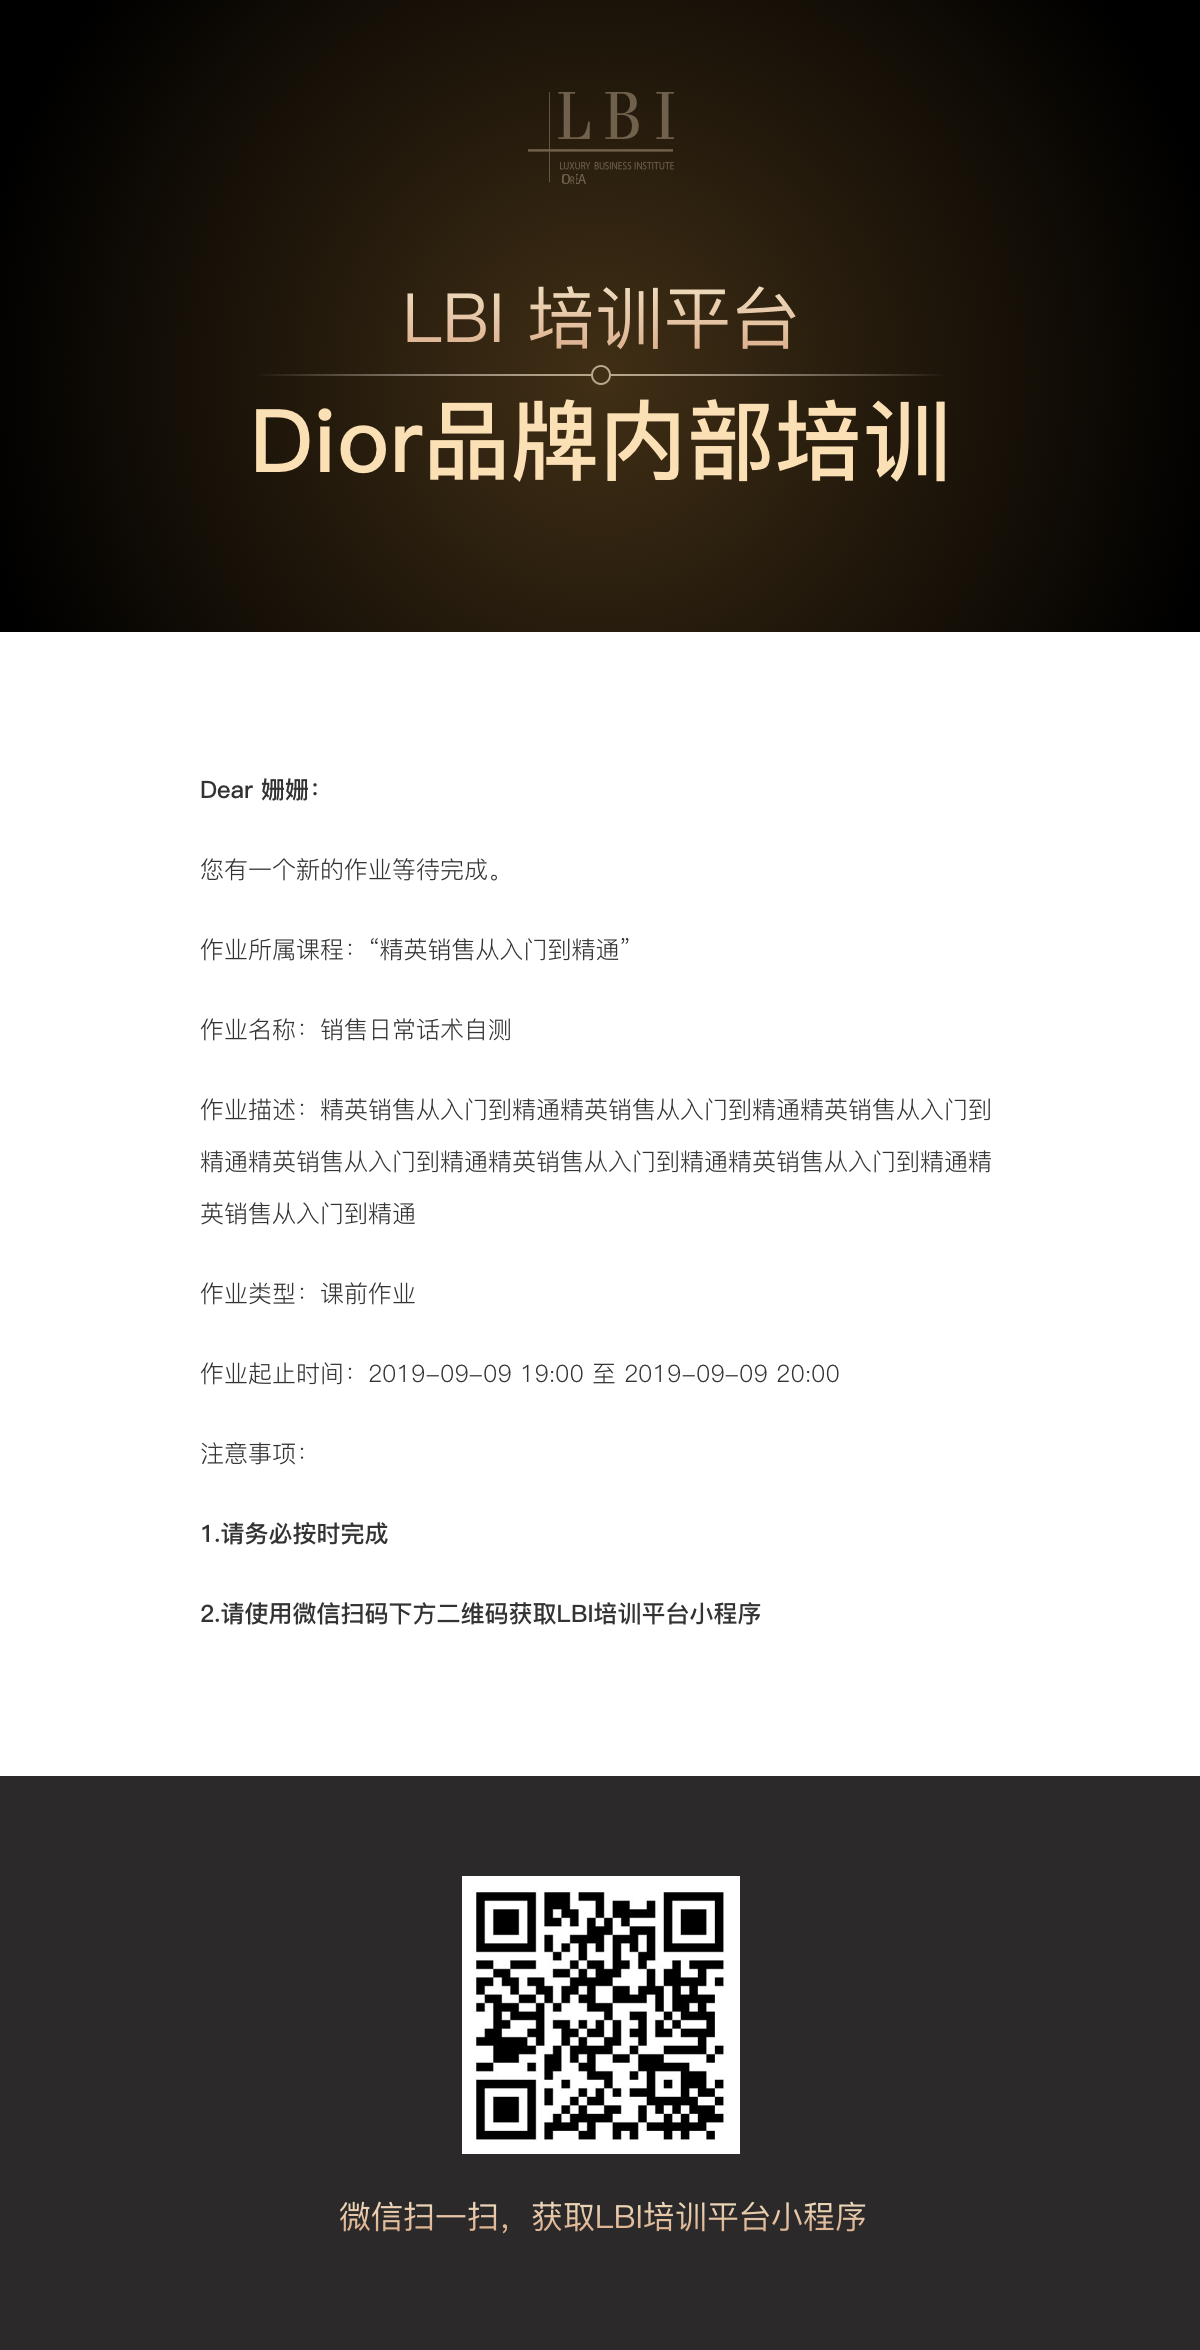 LBI
LUXURY BUSINESS INSTITUTE
LBI 培训平台
Dior品牌内部培训
Dear 姗姗：
您有一个新的作业等待完成。
作业所属课程：“精英销售从入门到精通”
作业名称：销售日常话术自测
作业描述：精英销售从入门到精通精英销售从入门到精通精英销售从入门到
精通精英销售从入门到精通精英销售从入门到精通精英销售从入门到精通精
英销售从入门到精通
作业类型：课前作业
作业起止时间：2019-09-09 19:00 至 2019-09-09 20:00
注意事项：
1.请务必按时完成
2.请使用微信扫码下方二维码获取LBI培训平台小程序
微信扫一扫，获取LBI培训平台小程序